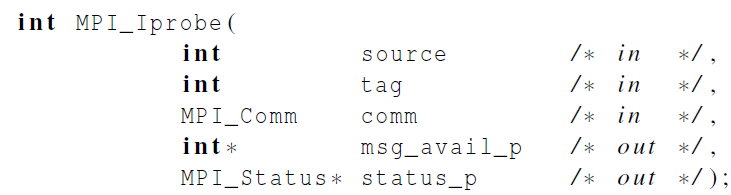 int MPI_Iprobe(
int source /* in */,
int tag /* in */,
MPI_Comm comm /* in */,
int* msg_avail_p /* out */,
MPI_Status* status_p /* out */);